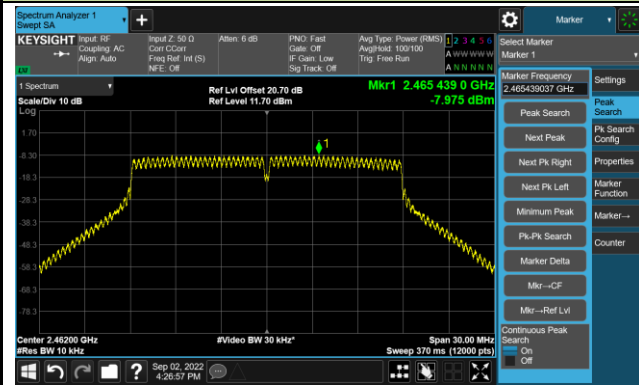 Spectrum Analyzer 1
Swept SA
Marker
KEYSIGHT
Input: RF
Coupling: AC
Align: Auto
Input Z: 50 Ω
Corr CCorr
Freq Ref: Int (S)
NFE: Off
Atten: 6 dB
PNO: Fast
Gate: Off
IF Gain: Low
Sig Track: Off
Avg Type: Power (RMS)
Avg|Hold: 100/100
Trig: Free Run
1 2 3 4 5 6
A W W W W W
A N N N N N
Select Marker
Marker 1
1 Spectrum
Scale/Div 10 dB
Log
Ref Lvl Offset 20.70 dB
Ref Level 11.70 dBm
Mkr1 2.465 439 0 GHz
-7.975 dBm
1.70
-8.30
-18.3
-28.3
-38.3
-48.3
-58.3
-68.3
-78.3
1
Center 2.46200 GHz
#Res BW 10 kHz
#Video BW 30 kHz*
Span 30.00 MHz
Sweep 370 ms (12000 pts)
Marker Frequency
2.465439037 GHz
Peak Search
Next Peak
Next Pk Right
Next Pk Left
Minimum Peak
Pk-Pk Search
Marker Delta
Mkr→CF
Mkr→Ref Lvl
Continuous Peak
Search
On
Off
Settings
Peak
Search
Pk Search
Config
Properties
Marker
Function
Marker→
Counter
?
Sep 02, 2022
4:26:57 PM